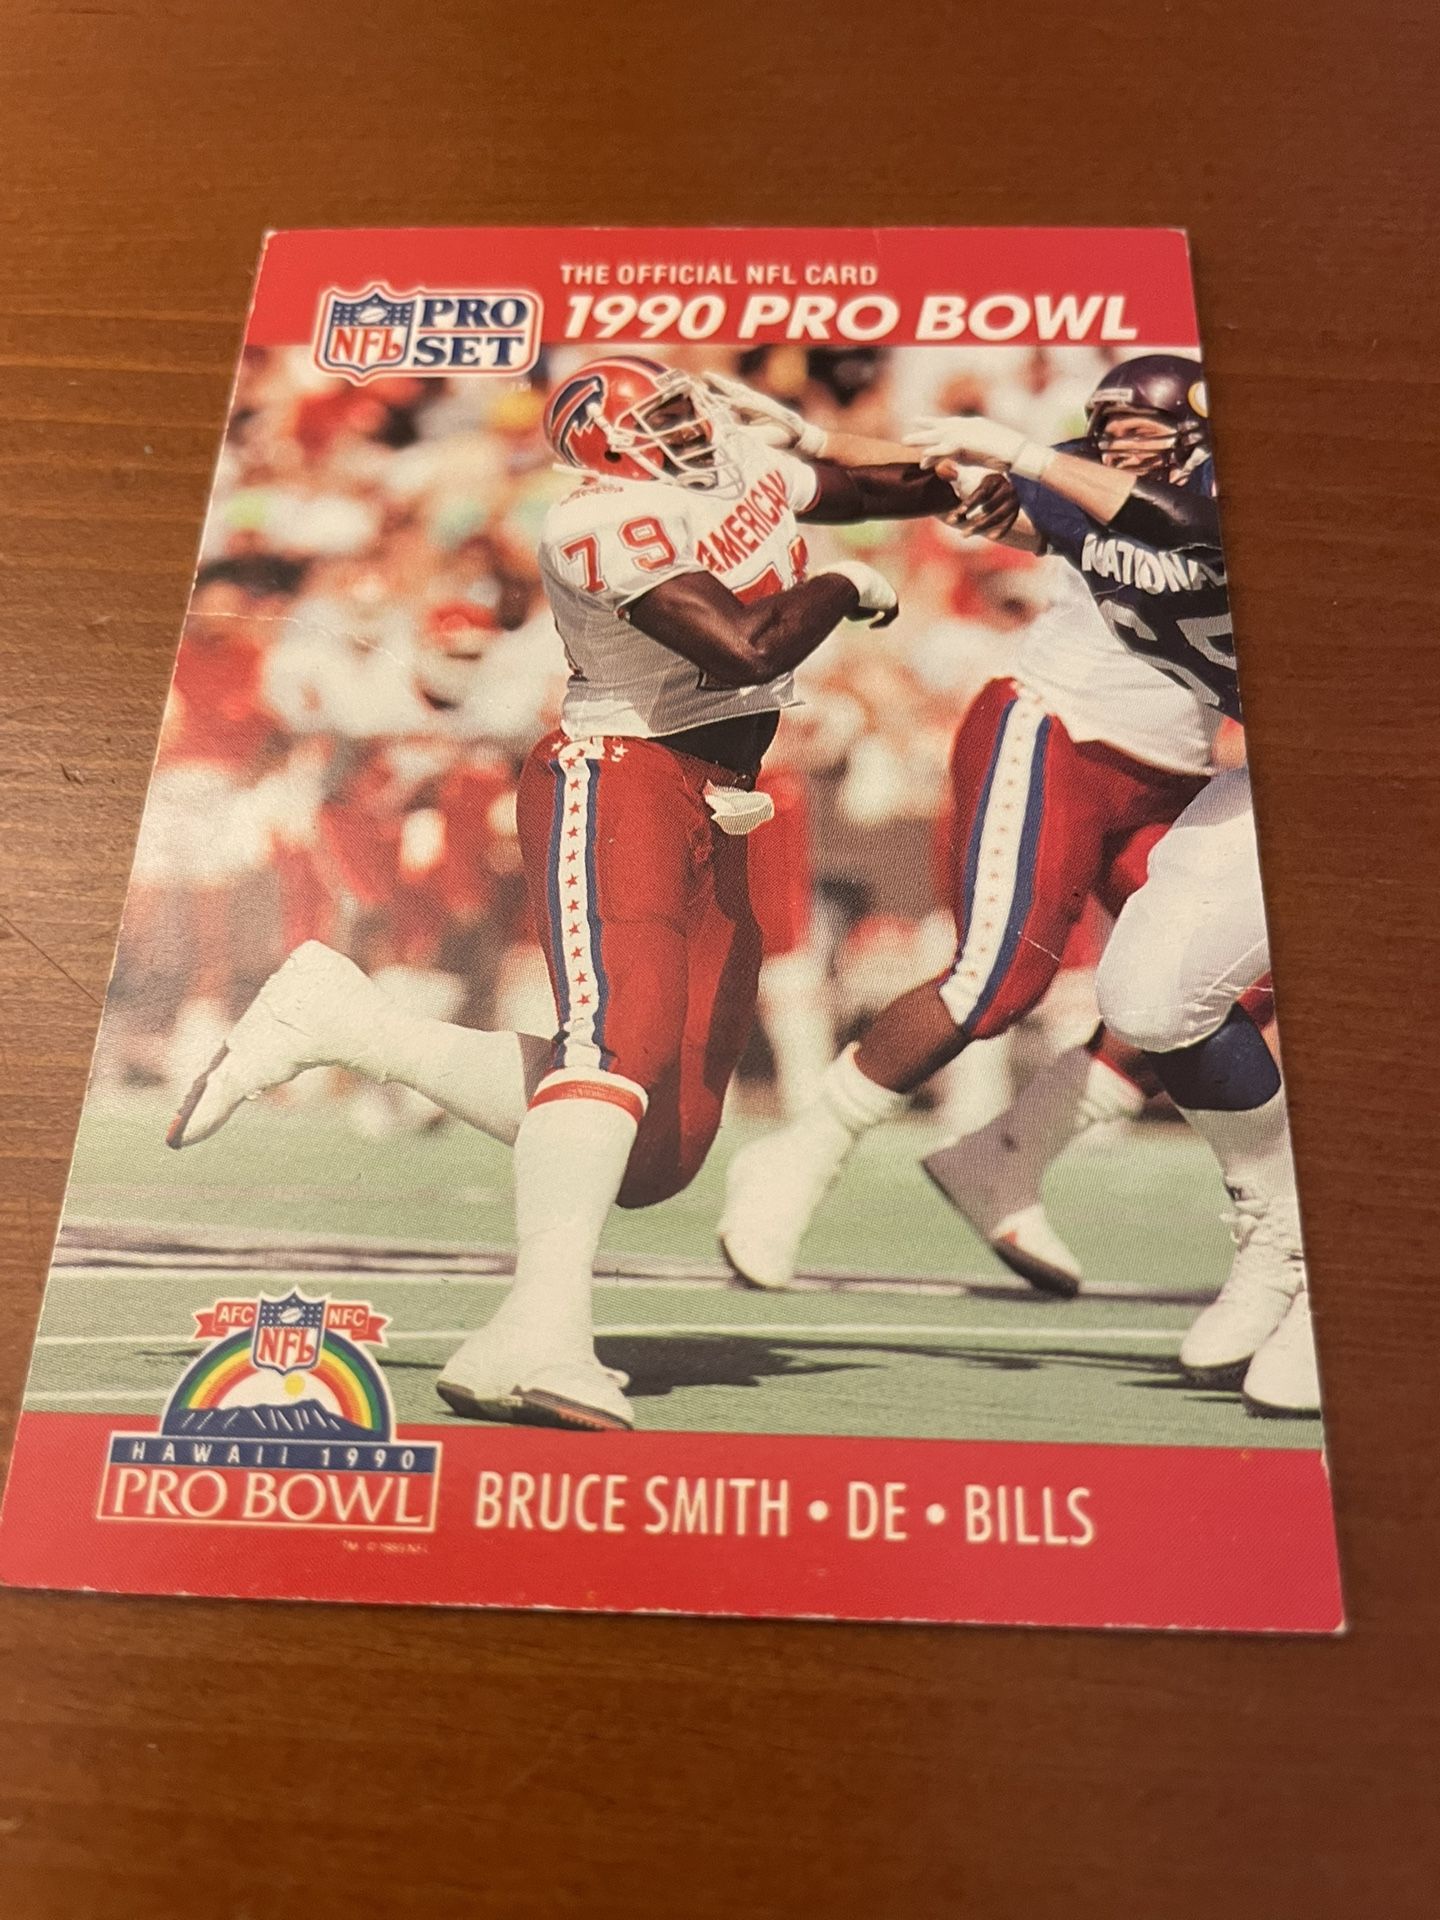 THE OFFICIAL NFL CARD
NFL PRO SET
1990 PRO BOWL
79
AMERICAN
NATIONAL
AFC NFC
NFL
HAWAII 1990
PRO BOWL
BRUCE SMITH • DE • BILLS